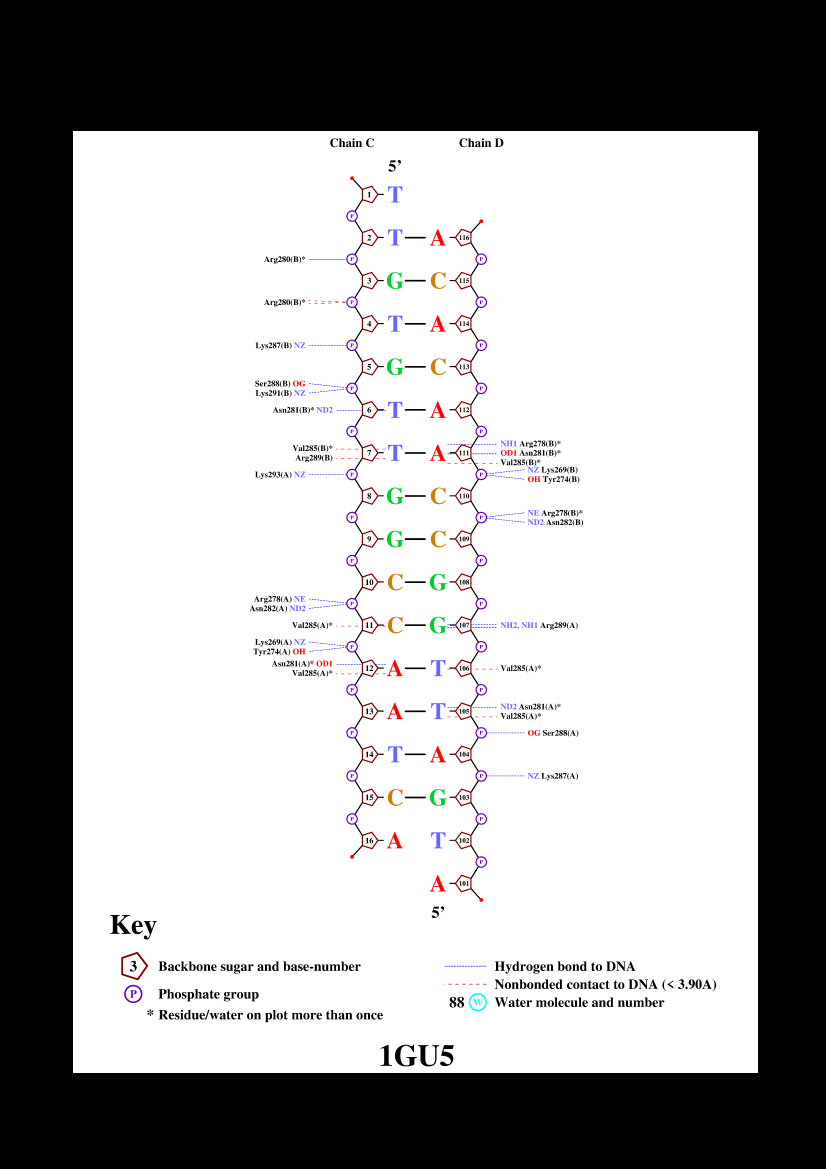 Chain C Chain D
5’
1 T
P
2 T A 116
Arg280(B)* P P
3 G C 115
Arg280(B)* P P
4 T A 114
Lys287(B) NZ P P
5 G C 113
Ser288(B) OG P P
Lys291(B) NZ
Asn281(B)* ND2 6 T A 112
P P
NH1 Arg278(B)*
Val285(B)* 7 T A 111 OD1 Asn281(B)*
Arg289(B) Val285(B)*
Lys293(A) NZ P P NZ Lys269(B)
OH Tyr274(B)
8 G C 110
P P NE Arg278(B)*
ND2 Asn282(B)
9 G C 109
P P
10 C G 108
Arg278(A) NE P P
Asn282(A) ND2
Val285(A)* 11 C G 107 NH2, NH1 Arg289(A)
Lys269(A) NZ P P
Tyr274(A) OH
Asn281(A)* OD1 12 A T 106 Val285(A)*
Val285(A)*
P P
13 A T 105 ND2 Asn281(A)*
Val285(A)*
P P OG Ser288(A)
14 T A 104
P P NZ Lys287(A)
15 C G 103
P P
16 A T 102
P
A 101
5’
Key
3 Backbone sugar and base-number
P Phosphate group
* Residue/water on plot more than once
Hydrogen bond to DNA
Nonbonded contact to DNA (< 3.90A)
88 W Water molecule and number
1GU5